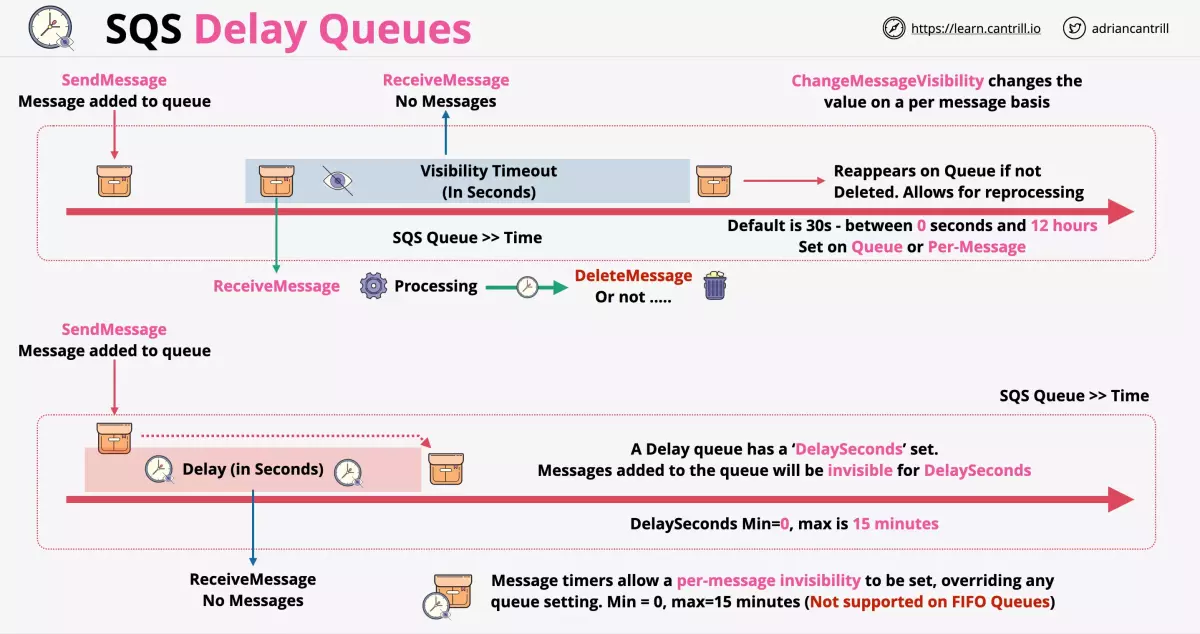 SQS Delay Queues
https://learn.cantrill.io
adriancantrill
SendMessage
Message added to queue
ReceiveMessage
No Messages
ChangeMessageVisibility changes the
value on a per message basis
Visibility Timeout
(In Seconds)
Reappears on Queue if not
Deleted. Allows for reprocessing
SQS Queue >> Time
Default is 30s - between 0 seconds and 12 hours
Set on Queue or Per-Message
ReceiveMessage
Processing
DeleteMessage
Or not .....
SendMessage
Message added to queue
SQS Queue >> Time
Delay (in Seconds)
A Delay queue has a ‘DelaySeconds’ set.
Messages added to the queue will be invisible for DelaySeconds
DelaySeconds Min=0, max is 15 minutes
ReceiveMessage
No Messages
Message timers allow a per-message invisibility to be set, overriding any
queue setting. Min = 0, max=15 minutes (Not supported on FIFO Queues)